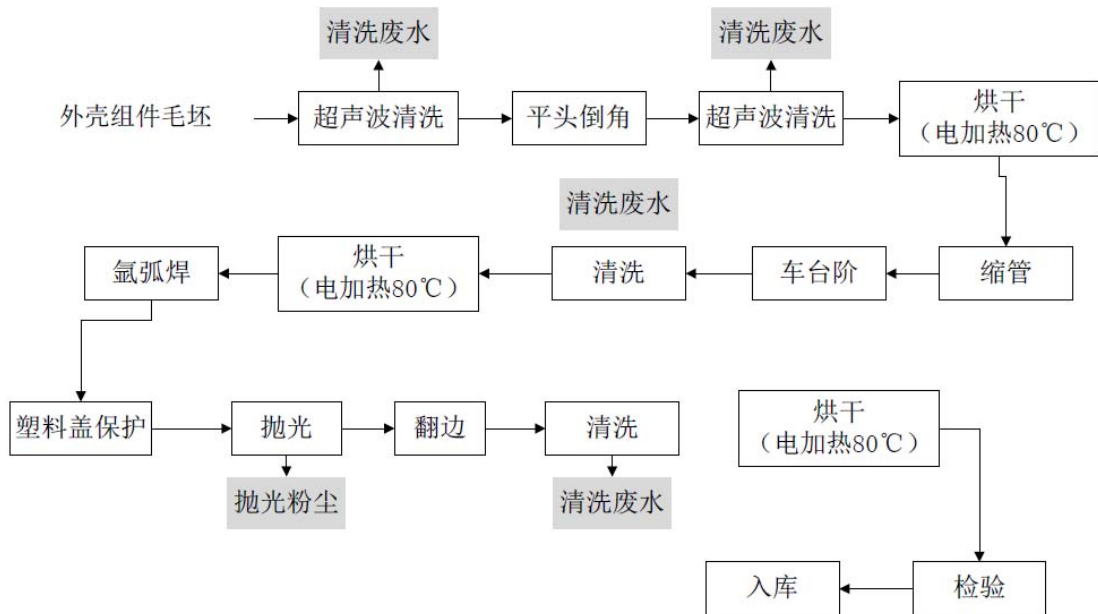 清洗废水
清洗废水
外壳组件毛坯
超声波清洗
平头倒角
超声波清洗
烘干
（电加热80℃）
清洗废水
氩弧焊
烘干
（电加热80℃）
清洗
车台阶
缩管
塑料盖保护
抛光
翻边
清洗
烘干
（电加热80℃）
抛光粉尘
清洗废水
入库
检验